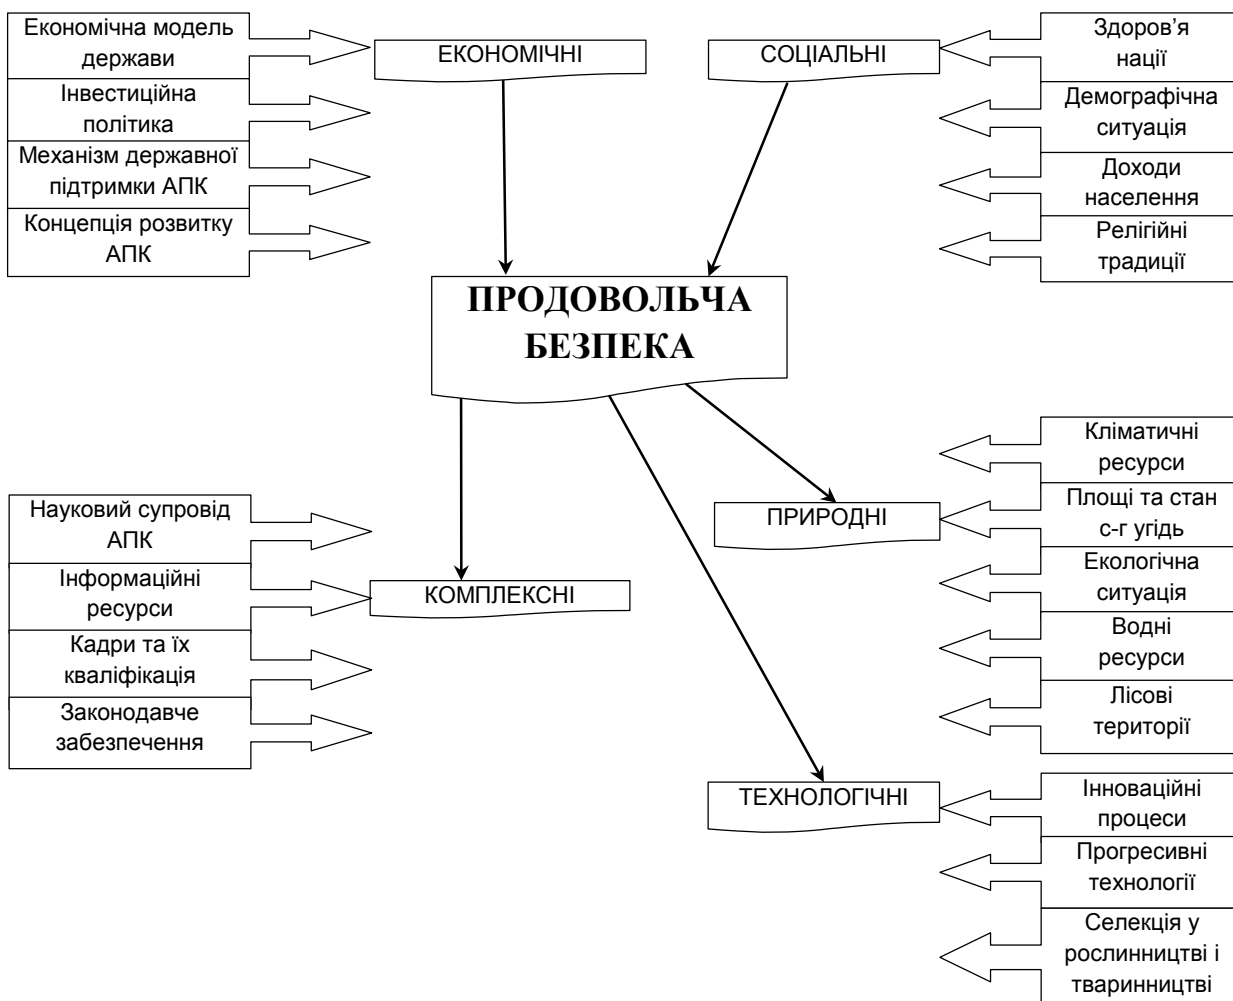 Економічна модель
держави
Інвестиційна
політика
Механізм державної
підтримки АПК
Концепція розвитку
АПК
ЕКОНОМІЧНІ
СОЦІАЛЬНІ
Здоров’я
нації
Демографічна
ситуація
Доходи
населення
Релігійні
традиції
ПРОДОВОЛЬЧА
БЕЗПЕКА
Науковий супровід
АПК
Інформаційні
ресурси
Кадри та їх
кваліфікація
Законодавче
забезпечення
КОМПЛЕКСНІ
ПРИРОДНІ
Кліматичні
ресурси
Площі та стан
с-г угідь
Екологічна
ситуація
Водні
ресурси
Лісові
території
ТЕХНОЛОГІЧНІ
Інноваційні
процеси
Прогресивні
технології
Селекція у
рослинництві і
тваринництві